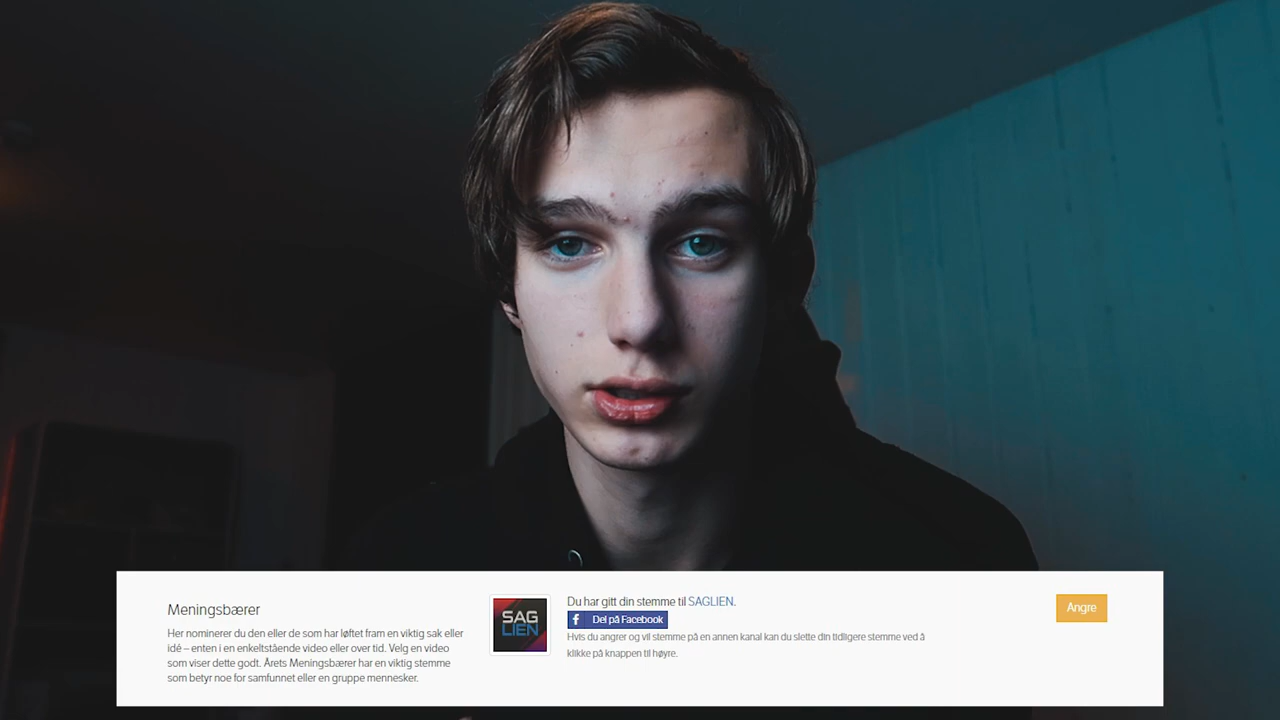 Meningsbærer
Her nominerer du den eller de som har løftet fram en viktig sak eller
idé – enten i en enkeltstående video eller over tid. Velg en video
som viser dette godt. Årets Meningsbærer har en viktig stemme
som betyr noe for samfunnet eller en gruppe mennesker.
SAG
LIEN
Du har gitt din stemme til SAGLIEN.
f Del på Facebook
Hvis du angrer og vil stemme på en annen kanal kan du slette din tidligere stemme ved å
klikke på knappen til høyre.
Angre